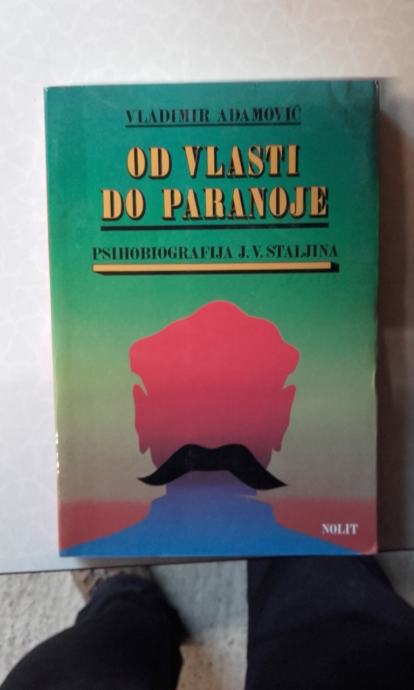 VLADIMIR ADAMOVIĆ
OD VLASTI
DO PARANOJE
PSIHOBIOGRAFIJA J. V. STALJINA
NOLIT